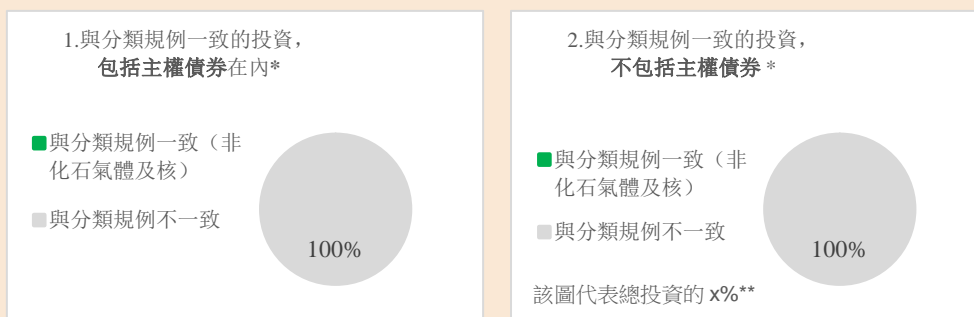 1.與分類規例一致的投資，
包括主權債券在內*
與分類規例一致（非
化石氣體及核）
與分類規例不一致
100%
2.與分類規例一致的投資，
不包括主權債券 *
與分類規例一致（非
化石氣體及核）
與分類規例不一致
100%
該圖代表總投資的 x%**